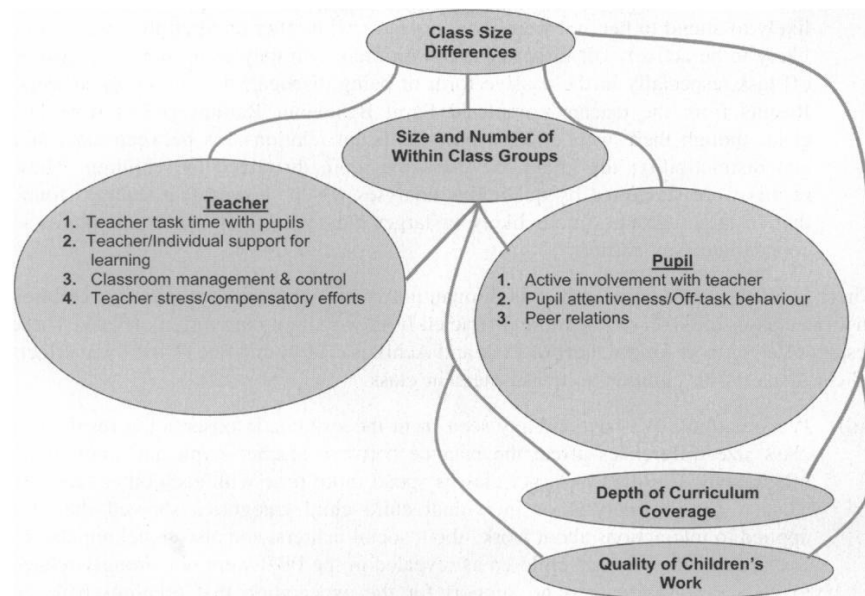 Class Size
Differences
Size and Number of
Within Class Groups
Teacher
1. Teacher task time with pupils
2. Teacher/Individual support for
learning
3. Classroom management & control
4. Teacher stress/compensatory efforts
Pupil
1. Active involvement with teacher
2. Pupil attentiveness/Off-task behaviour
3. Peer relations
Depth of Curriculum
Coverage
Quality of Children's
Work